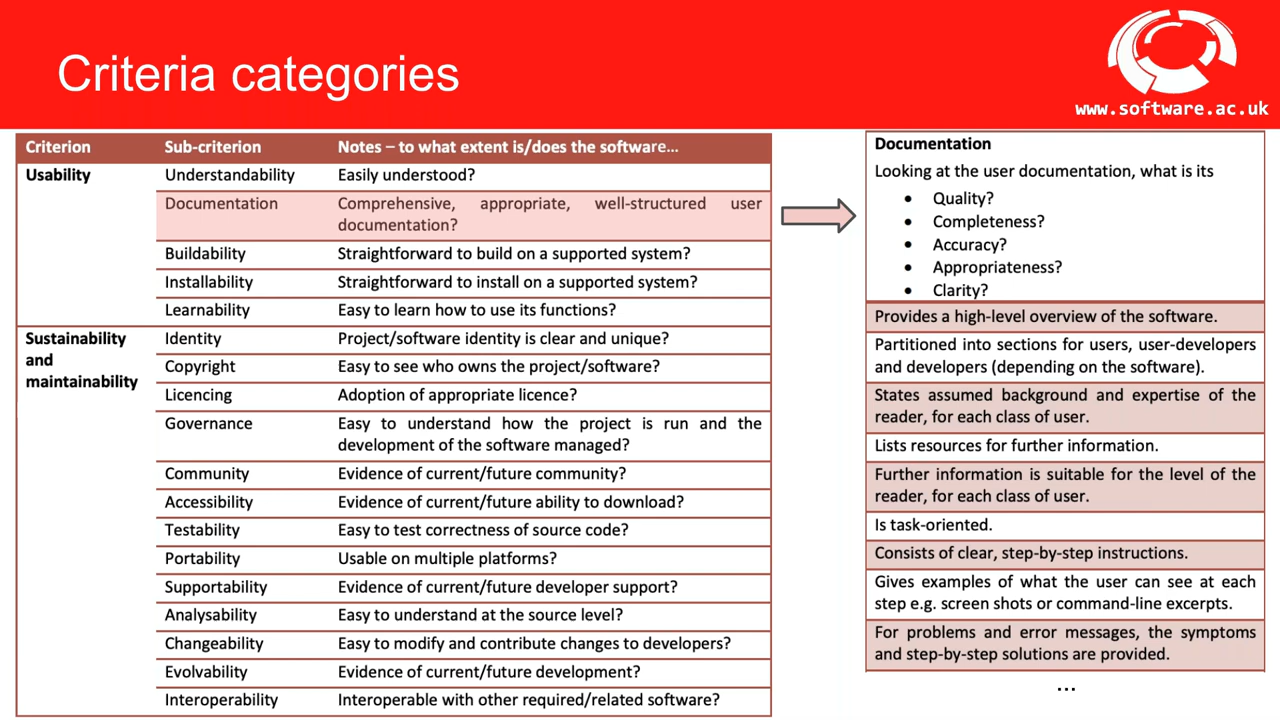 Criteria categories
www.software.ac.uk
Criterion Sub-criterion Notes – to what extent is/does the software…
Usability Understandability Easily understood?
Documentation Comprehensive, appropriate, well-structured user
documentation?
Buildability Straightforward to build on a supported system?
Installability Straightforward to install on a supported system?
Learnability Easy to learn how to use its functions?
Sustainability Identity Project/software identity is clear and unique?
and Copyright Easy to see who owns the project/software?
maintainability
Licencing Adoption of appropriate licence?
Governance Easy to understand how the project is run and the
development of the software managed?
Community Evidence of current/future community?
Accessibility Evidence of current/future ability to download?
Testability Easy to test correctness of source code?
Portability Usable on multiple platforms?
Supportability Evidence of current/future developer support?
Analysability Easy to understand at the source level?
Changeability Easy to modify and contribute changes to developers?
Evolvability Evidence of current/future development?
Interoperability Interoperable with other required/related software?
Documentation
Looking at the user documentation, what is its
• Quality?
• Completeness?
• Accuracy?
• Appropriateness?
• Clarity?
Provides a high-level overview of the software.
Partitioned into sections for users, user-developers
and developers (depending on the software).
States assumed background and expertise of the
reader, for each class of user.
Lists resources for further information.
Further information is suitable for the level of the
reader, for each class of user.
Is task-oriented.
Consists of clear, step-by-step instructions.
Gives examples of what the user can see at each
step e.g. screen shots or command-line excerpts.
For problems and error messages, the symptoms
and step-by-step solutions are provided.
…